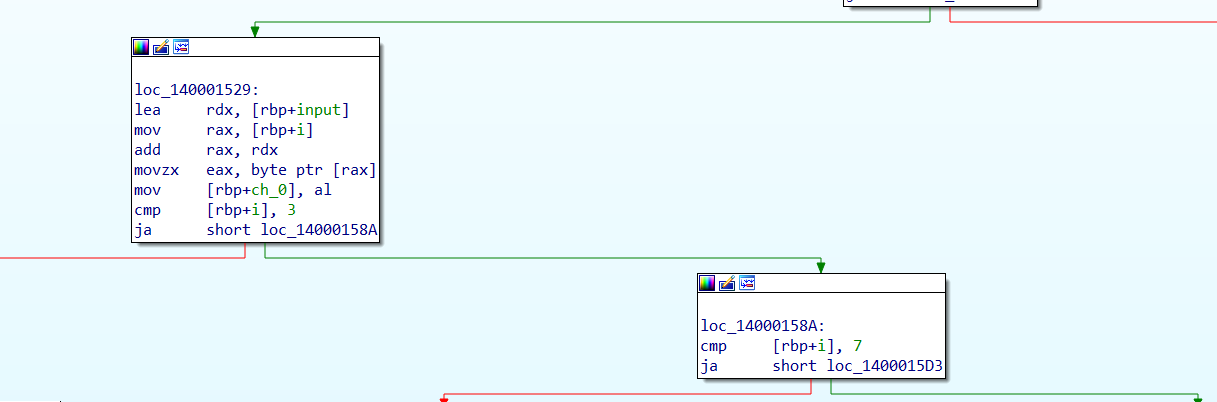 loc_140001529:
lea rdx, [rbp+input]
mov rax, [rbp+i]
add rax, rdx
movzx eax, byte ptr [rax]
mov [rbp+ch_0], al
cmp [rbp+i], 3
ja short loc_14000158A
loc_14000158A:
cmp [rbp+i], 7
ja short loc_1400015D3